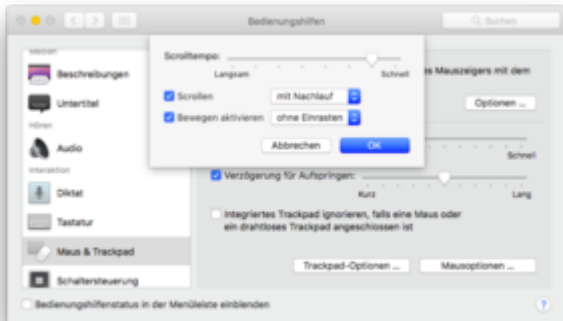 Bedienungshilfen
Suchen
Medien
Beschreibungen
Untertitel
Hören
Audio
Interaktion
Diktat
Tastatur
Maus & Trackpad
Schaltersteuerung
Scrolltempo:
Langsam Schnell
Scrollen mit Nachlauf
Bewegen aktivieren ohne Einrasten
Abbrechen OK
es Mauszeigers mit dem
Optionen ...
Schnell
Verzögerung für Aufspringen:
Kurz Lang
Integriertes Trackpad ignorieren, falls eine Maus oder
ein drahtloses Trackpad angeschlossen ist
Trackpad-Optionen ... Mausoptionen ...
Bedienungshilfenstatus in der Menüleiste einblenden
?